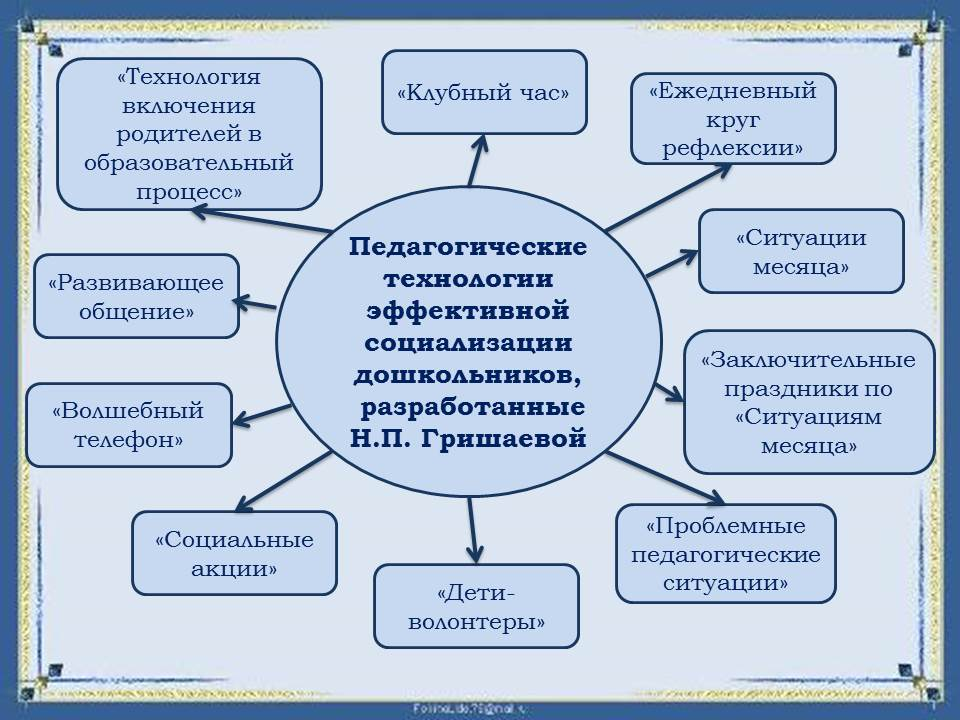 «Технология
включения
родителей в
образовательный
процесс»
«Клубный час»
«Ежедневный
круг
рефлексии»
«Ситуации
месяца»
«Развивающее
общение»
Педагогические
технологии
эффективной
социализации
дошкольников,
разработанные
Н.П. Гришаевой
«Заключительные
праздники по
«Ситуациям
месяца»
«Волшебный
телефон»
«Социальные
акции»
«Дети-
волонтеры»
«Проблемные
педагогические
ситуации»